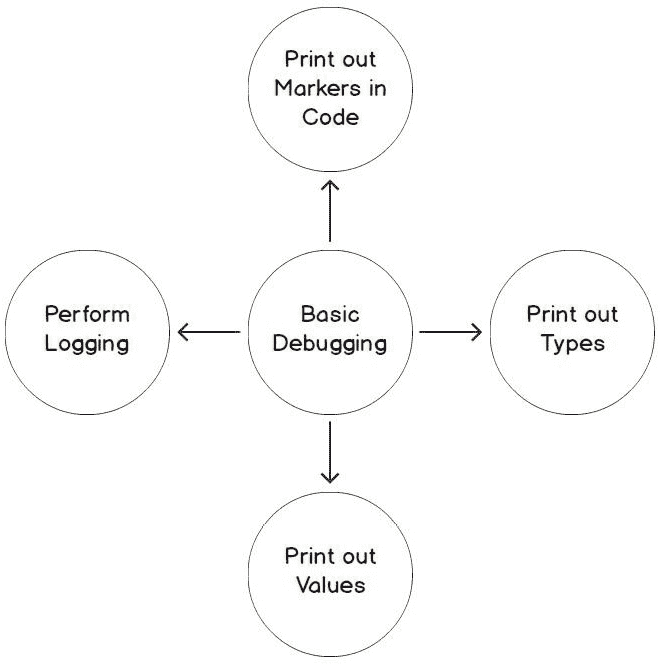 Print out
Markers in
Code
Perform
Logging
Basic
Debugging
Print out
Types
Print out
Values